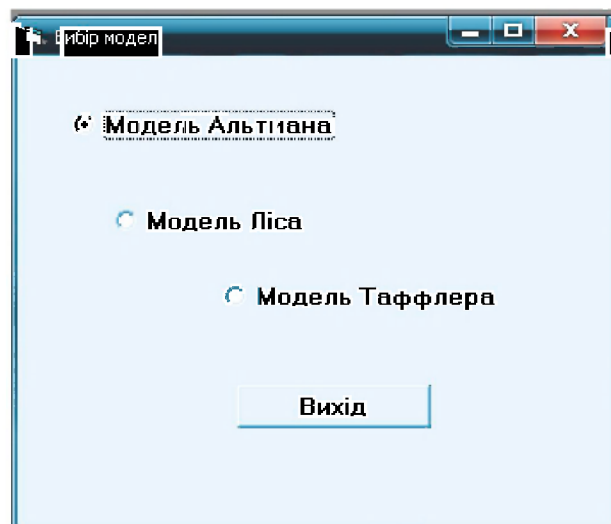 Вибір модел
Модель Альтмана
Модель Ліса
Модель Таффлера
Вихід